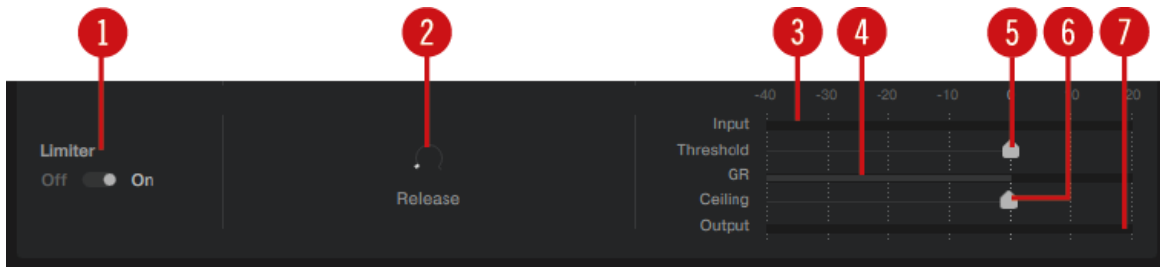 1 2 3 4 5 6 7
-40 -30 -20 -10 0 20
Input
Limiter
Threshold
Off On
GR
Release
Ceiling
Output